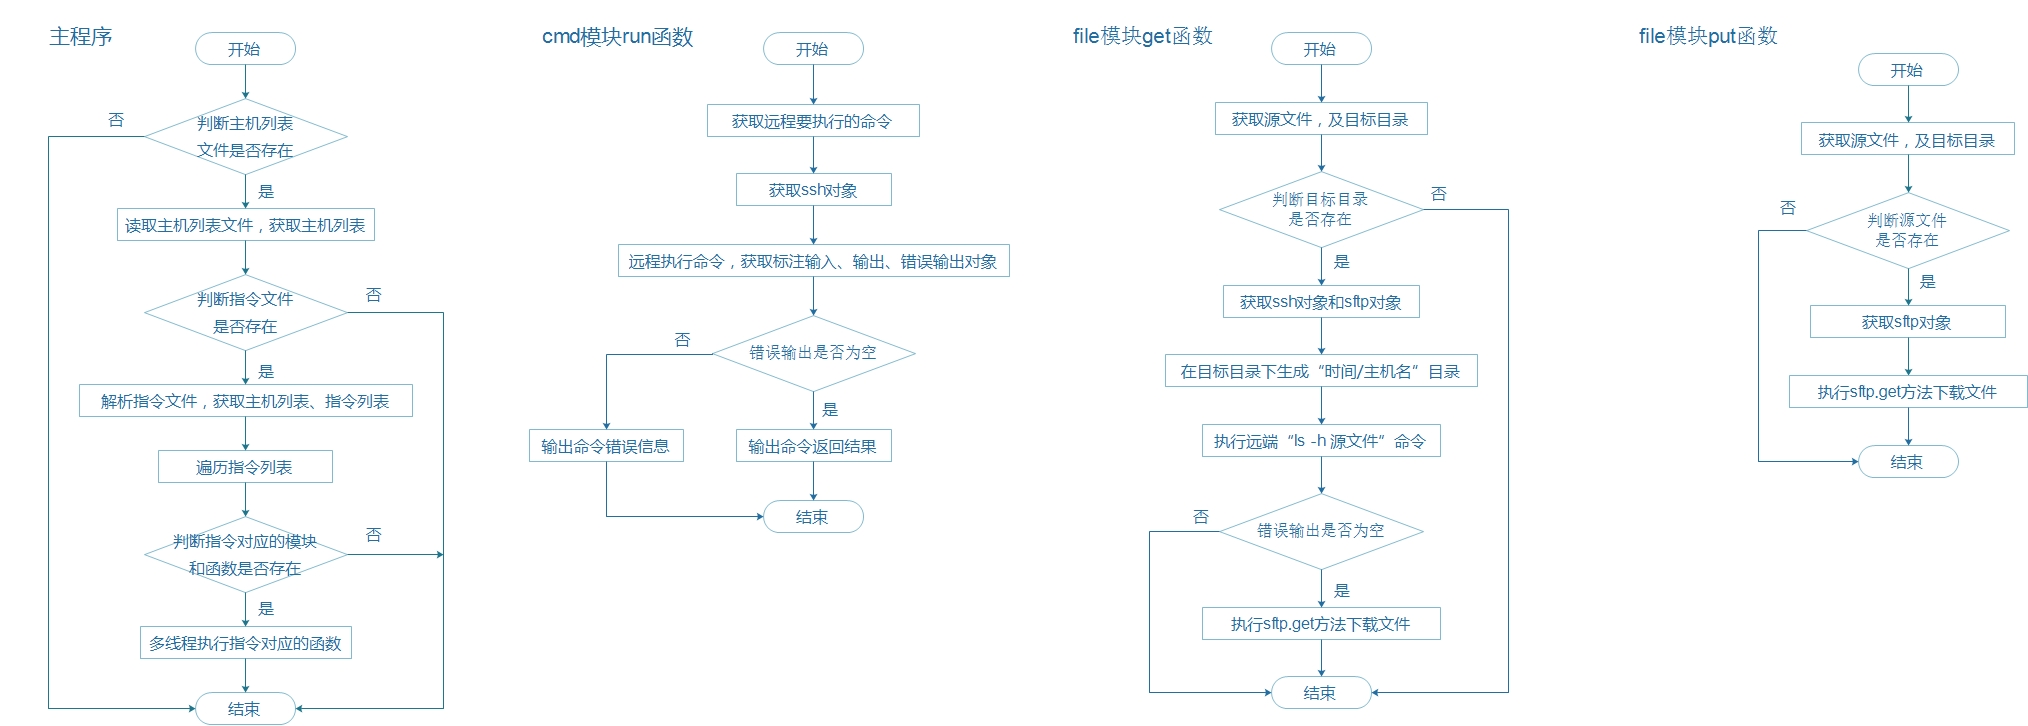 主程序
开始
判断主机列表
文件是否存在
否
是
读取主机列表文件，获取主机列表
判断指令文件
是否存在
否
是
解析指令文件，获取主机列表、指令列表
遍历指令列表
判断指令对应的模块
和函数是否存在
否
是
多线程执行指令对应的函数
结束
cmd模块run函数
开始
获取远程要执行的命令
获取ssh对象
远程执行命令，获取标注输入、输出、错误输出对象
错误输出是否为空
否
是
输出命令错误信息
输出命令返回结果
结束
file模块get函数
开始
获取源文件，及目标目录
判断目标目录
是否存在
否
是
获取ssh对象和sftp对象
在目标目录下生成“时间/主机名”目录
执行远端“ls -h 源文件”命令
错误输出是否为空
否
是
执行sftp.get方法下载文件
结束
file模块put函数
开始
获取源文件，及目标目录
判断源文件
是否存在
否
是
获取sftp对象
执行sftp.get方法下载文件
结束